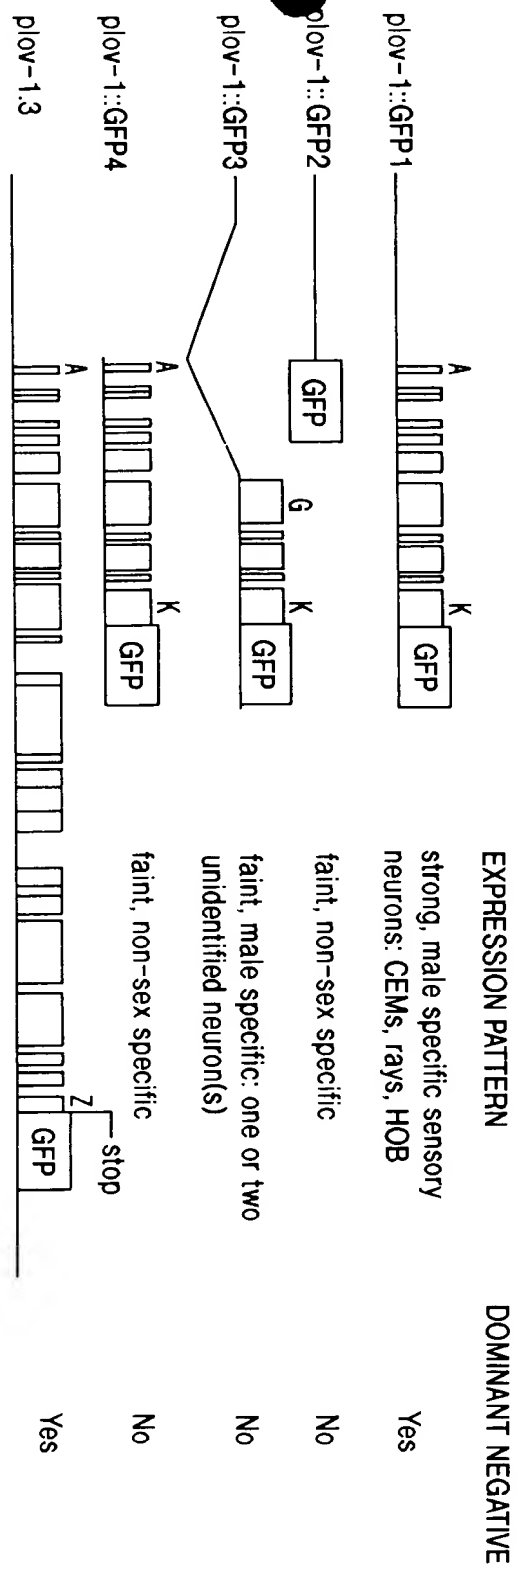 EXPRESSION PATTERN DOMINANT NEGATIVE
plov-1::GFP1 A K GFP strong, male specific sensory
neurons: CEMs, rays, HOB Yes
plov-1::GFP2 GFP faint, non-sex specific No
plov-1::GFP3 G K GFP faint, male specific: one or two
unidentified neuron(s) No
plov-1::GFP4 A K GFP faint, non-sex specific No
plov-1.3 A Z stop GFP Yes